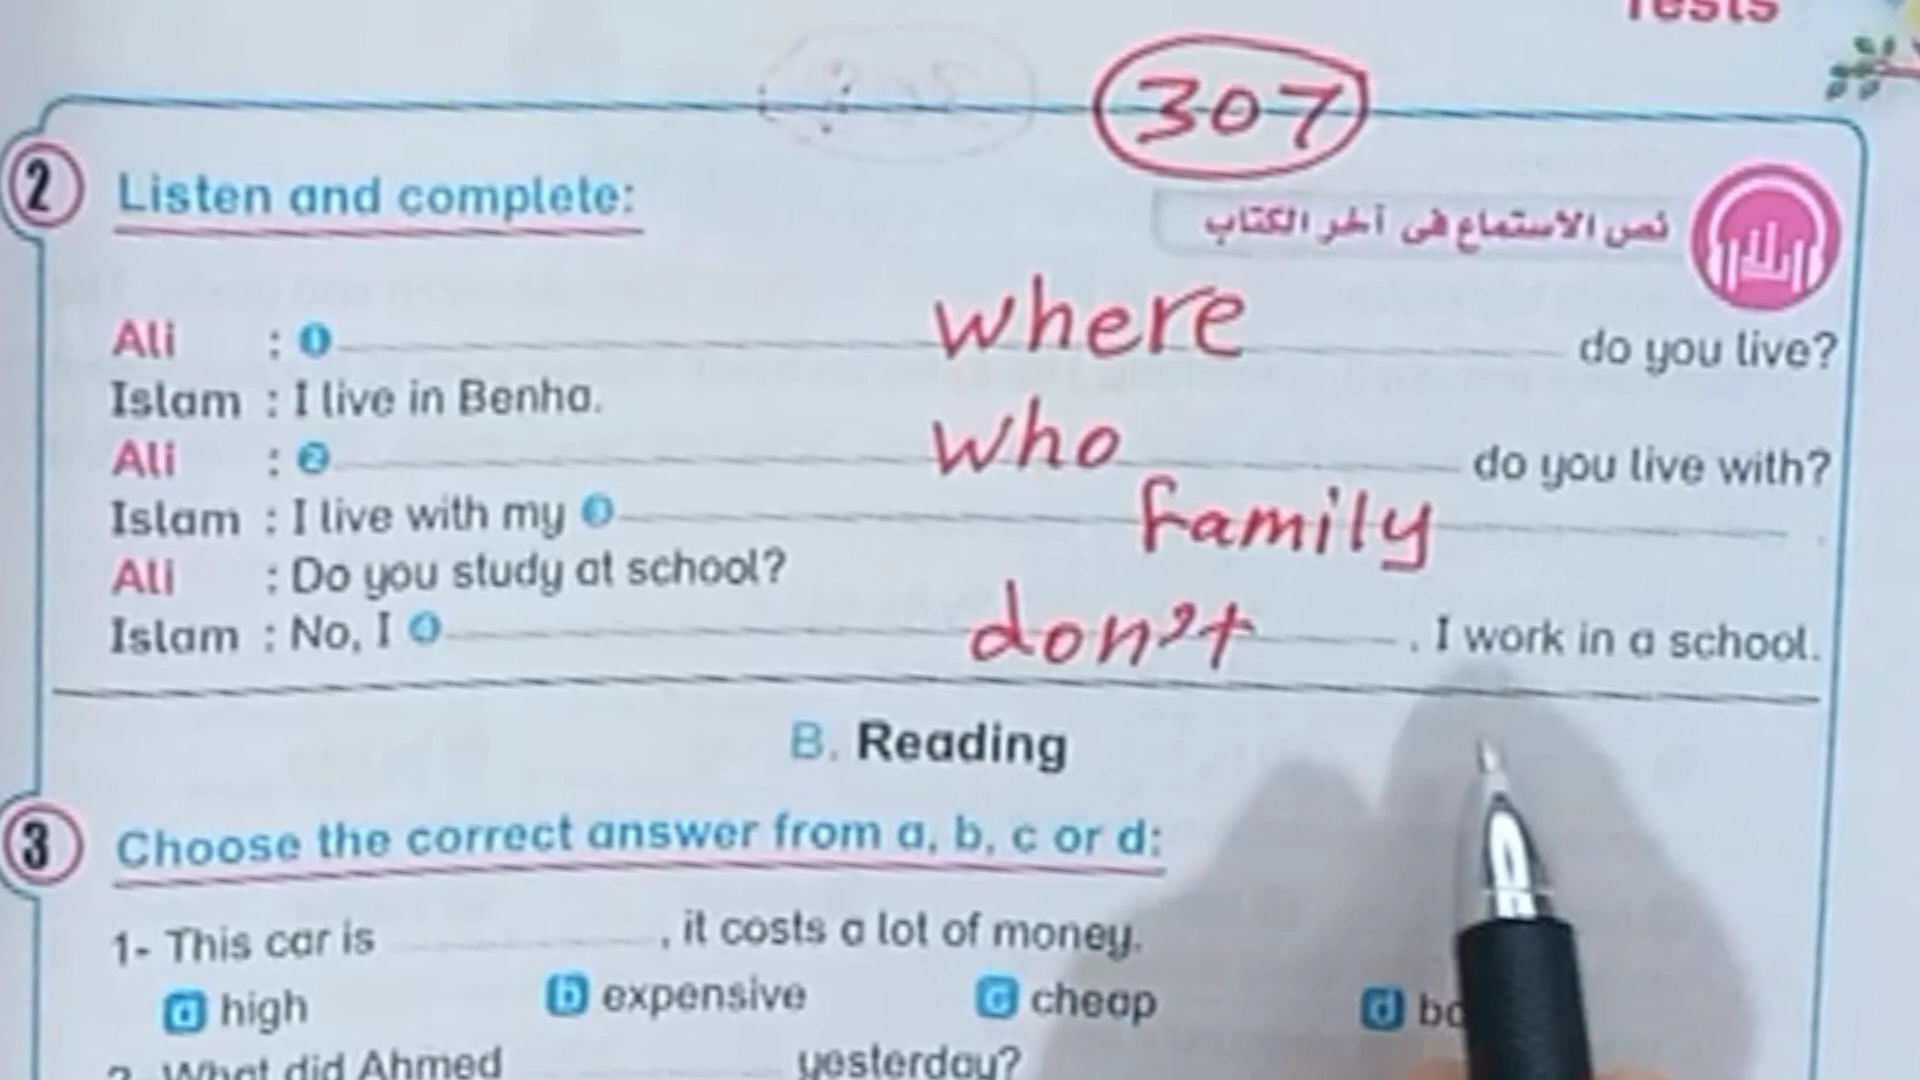 Tests
307
2 Listen and complete:
نص الاستماع فى آخر الكتاب
Ali : 1 where do you live?
Islam : I live in Benha.
Ali : 2 who do you live with?
Islam : I live with my 3 family .
Ali : Do you study at school?
Islam : No, I 4 don't . I work in a school.
B. Reading
3 Choose the correct answer from a, b, c or d:
1- This car is , it costs a lot of money.
a high b expensive c cheap d
What did Ahmed yesterday?